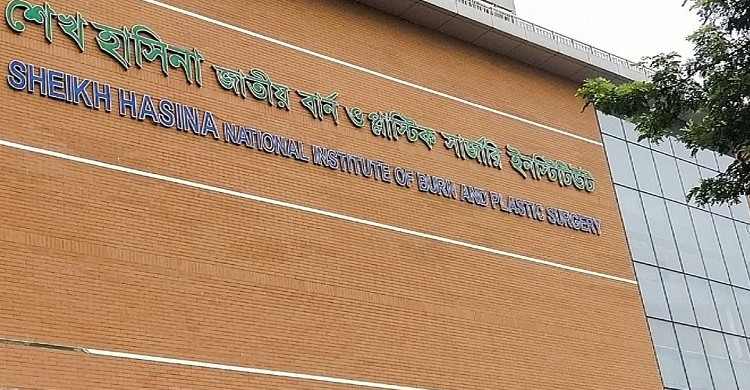 শেখ হাসিনা জাতীয় বার্ন ও প্লাস্টিক সার্জারি ইনস্টিটিউট
SHEIKH HASINA NATIONAL INSTITUTE OF BURN AND PLASTIC SURGERY